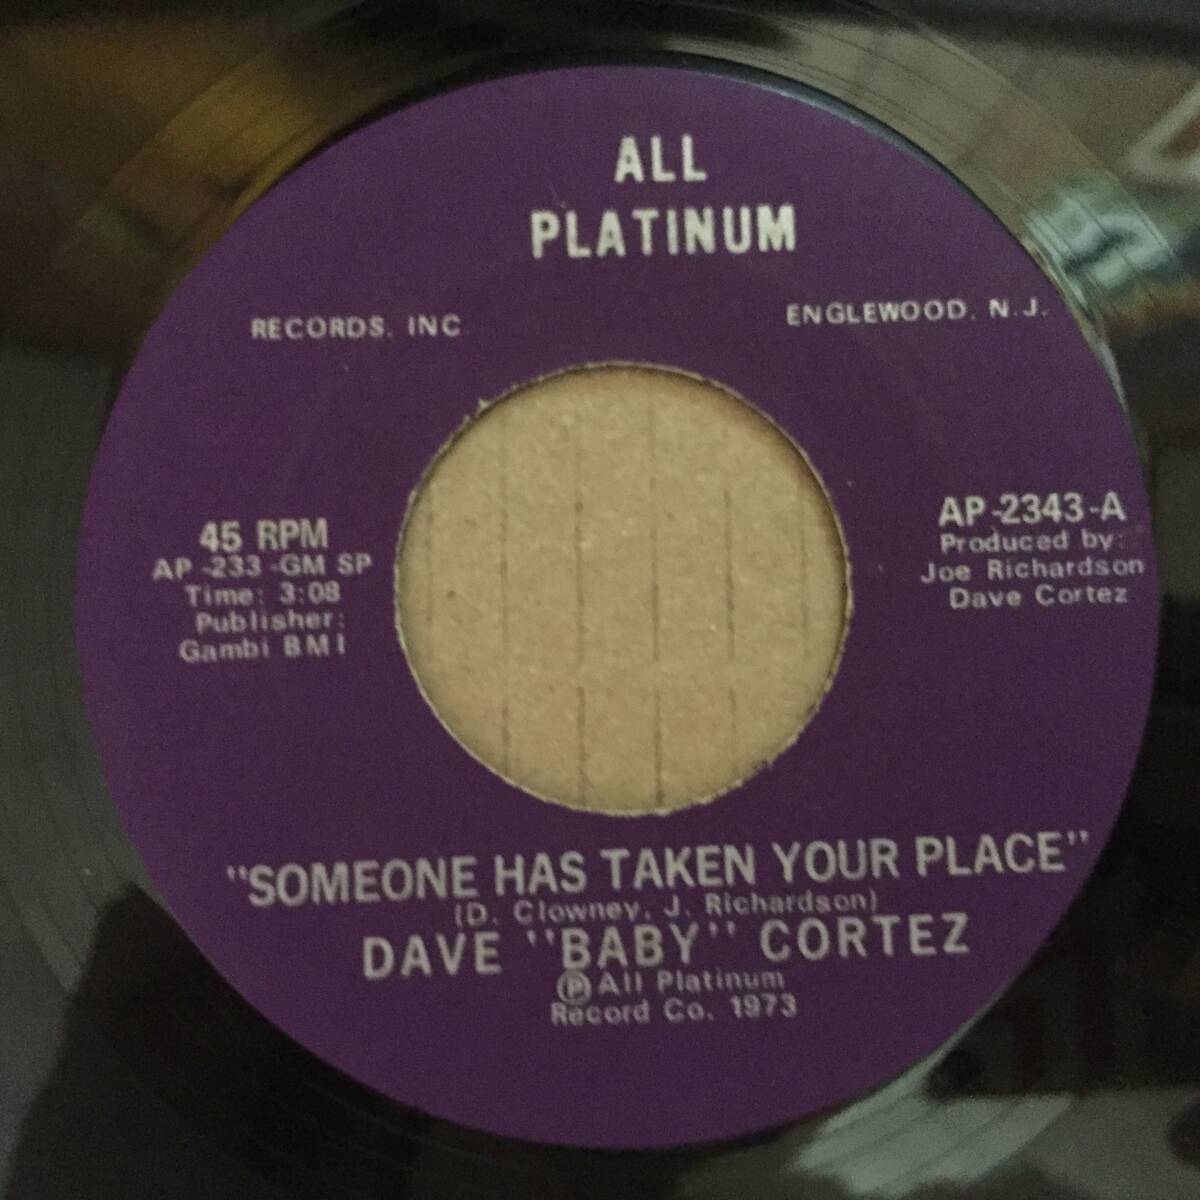 ALL
PLATINUM
RECORDS, INC.
ENGLEWOOD, N.J.
45 RPM
AP-233-GM SP
Time: 3:08
Publisher:
Gambi BMI
AP-2343-A
Produced by:
Joe Richardson
Dave Cortez
"SOMEONE HAS TAKEN YOUR PLACE"
(D. Clowney, J. Richardson)
DAVE "BABY" CORTEZ
Ⓟ All Platinum
Record Co. 1973